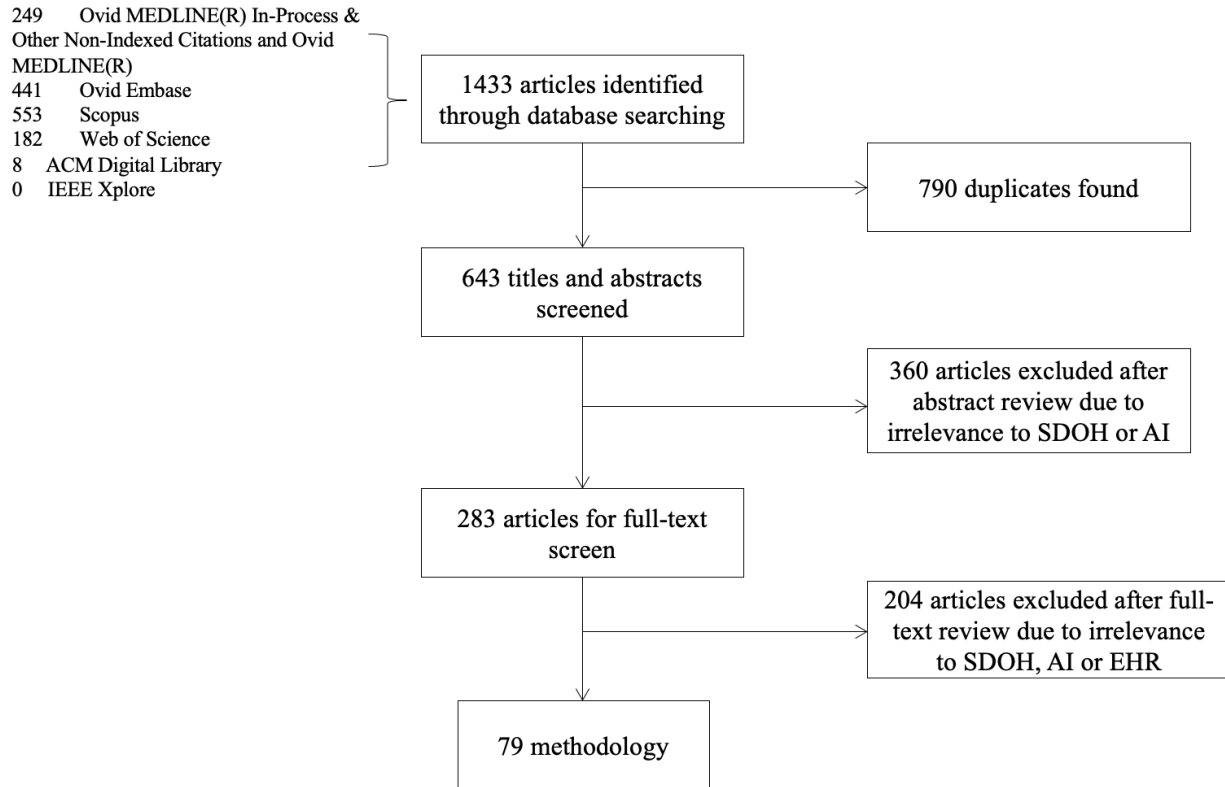 249 Ovid MEDLINE(R) In-Process &
Other Non-Indexed Citations and Ovid
MEDLINE(R)
441 Ovid Embase
553 Scopus
182 Web of Science
8 ACM Digital Library
0 IEEE Xplore
1433 articles identified
through database searching
790 duplicates found
643 titles and abstracts
screened
360 articles excluded after
abstract review due to
irrelevance to SDOH or AI
283 articles for full-text
screen
204 articles excluded after full-
text review due to irrelevance
to SDOH, AI or EHR
79 methodology